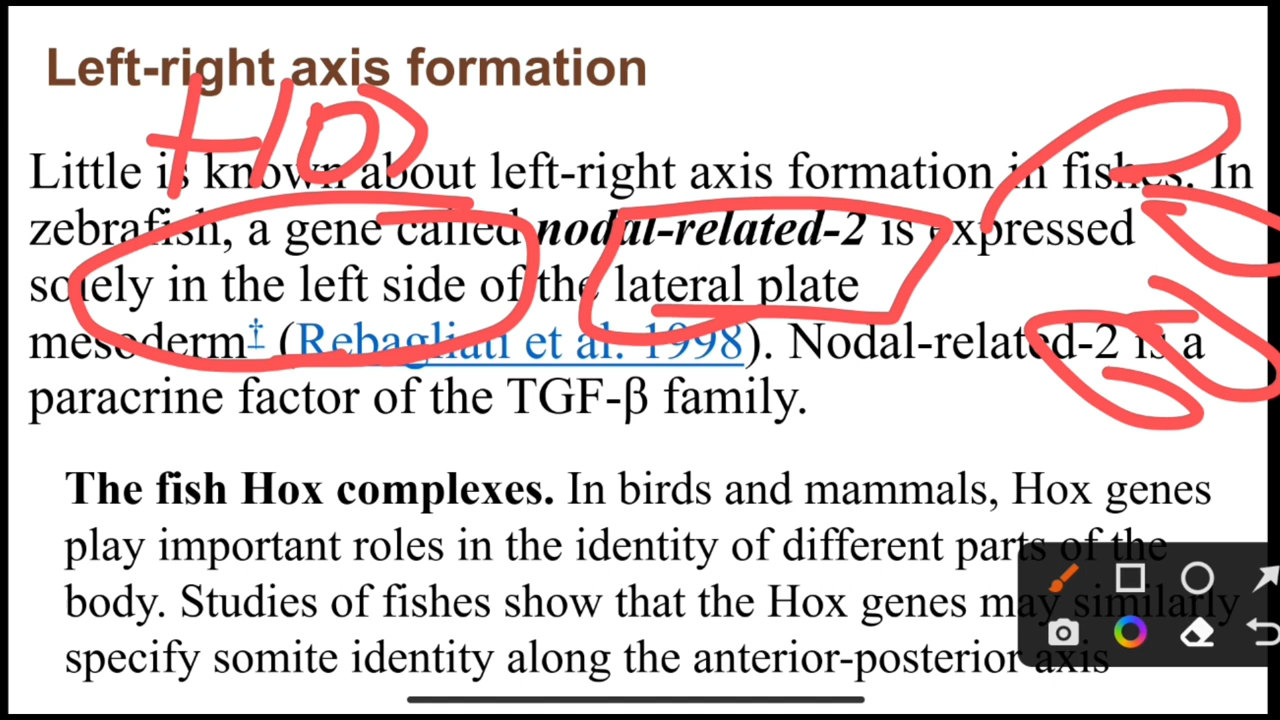 Left-right axis formation
Little is known about left-right axis formation in fishes. In
zebrafish, a gene called nodal-related-2 is expressed
solely in the left side of the lateral plate
mesoderm‡ (Rebagliati et al. 1998). Nodal-related-2 is a
paracrine factor of the TGF-β family.
The fish Hox complexes. In birds and mammals, Hox genes
play important roles in the identity of different parts of the
body. Studies of fishes show that the Hox genes may similarly
specify somite identity along the anterior-posterior axis